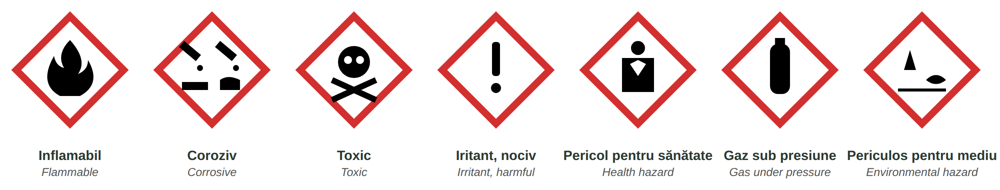 Inflamabil
Flammable
Coroziv
Corrosive
Toxic
Toxic
Iritant, nociv
Irritant, harmful
Pericol pentru sănătate
Health hazard
Gaz sub presiune
Gas under pressure
Periculos pentru mediu
Environmental hazard